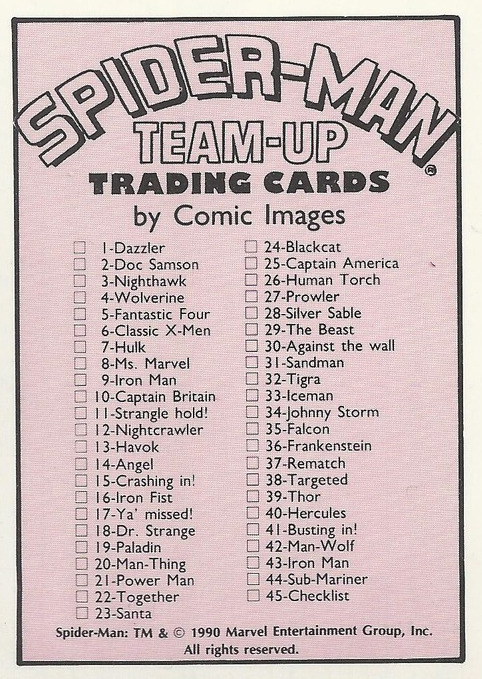 SPIDER-MAN®
TEAM-UP
TRADING CARDS
by Comic Images
1-Dazzler
2-Doc Samson
3-Nighthawk
4-Wolverine
5-Fantastic Four
6-Classic X-Men
7-Hulk
8-Ms. Marvel
9-Iron Man
10-Captain Britain
11-Strangle hold!
12-Nightcrawler
13-Havok
14-Angel
15-Crashing in!
16-Iron Fist
17-Ya' missed!
18-Dr. Strange
19-Paladin
20-Man-Thing
21-Power Man
22-Together
23-Santa
24-Blackcat
25-Captain America
26-Human Torch
27-Prowler
28-Silver Sable
29-The Beast
30-Against the wall
31-Sandman
32-Tigra
33-Iceman
34-Johnny Storm
35-Falcon
36-Frankenstein
37-Rematch
38-Targeted
39-Thor
40-Hercules
41-Busting in!
42-Man-Wolf
43-Iron Man
44-Sub-Mariner
45-Checklist
Spider-Man: TM & © 1990 Marvel Entertainment Group, Inc.
All rights reserved.